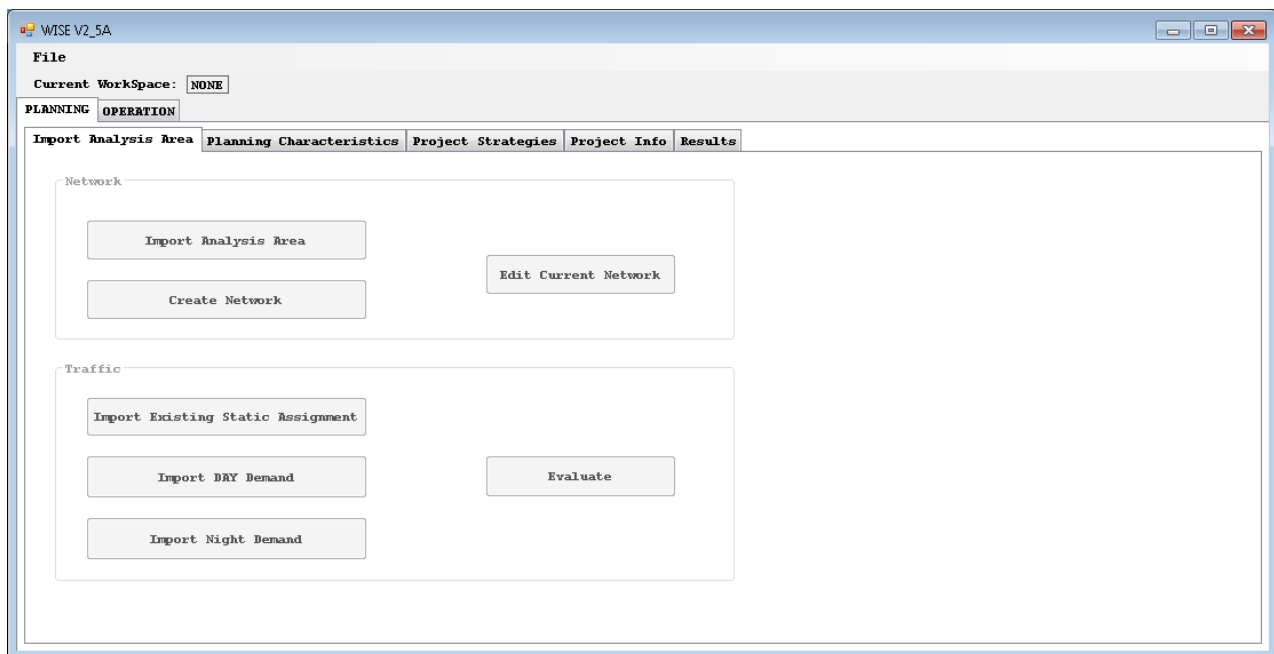 WISE V2_5A
File
Current WorkSpace: NONE
PLANNING OPERATION
Import Analysis Area Planning Characteristics Project Strategies Project Info Results
Network
Import Analysis Area
Edit Current Network
Create Network
Traffic
Import Existing Static Assignment
Import DAY Demand
Evaluate
Import Night Demand